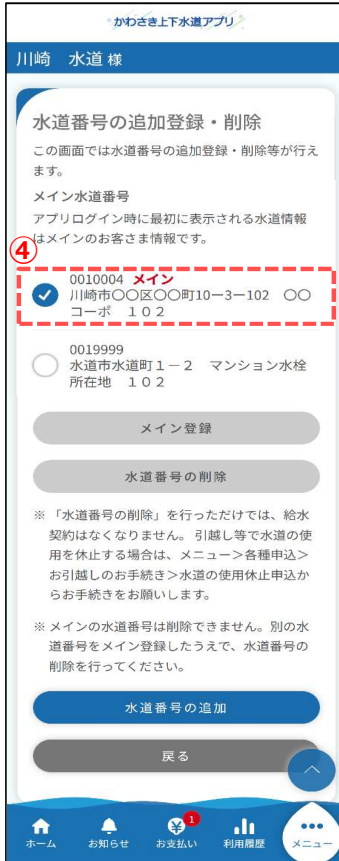 かわさき上下水道アプリ
川崎 水道 様
水道番号の追加登録・削除
この画面では水道番号の追加登録・削除等が行え
ます。
メイン水道番号
アプリログイン時に最初に表示される水道情報
はメインのお客さま情報です。
④
0010004 メイン
川崎市〇〇区〇〇町10ー3ー102 〇〇
コーポ 102
0019999
水道市水道町1－2 マンション水栓
所在地 102
メイン登録
水道番号の削除
※ 「水道番号の削除」を行っただけでは、給水
契約はなくなりません。引越し等で水道の使
用を休止する場合は、メニュー＞各種申込＞
お引越しのお手続き＞水道の使用休止申込か
らお手続きをお願いします。
※ メインの水道番号は削除できません。別の水
道番号をメイン登録したうえで、水道番号の
削除を行ってください。
水道番号の追加
戻る
1
ホーム お知らせ お支払い 利用履歴 メニュー